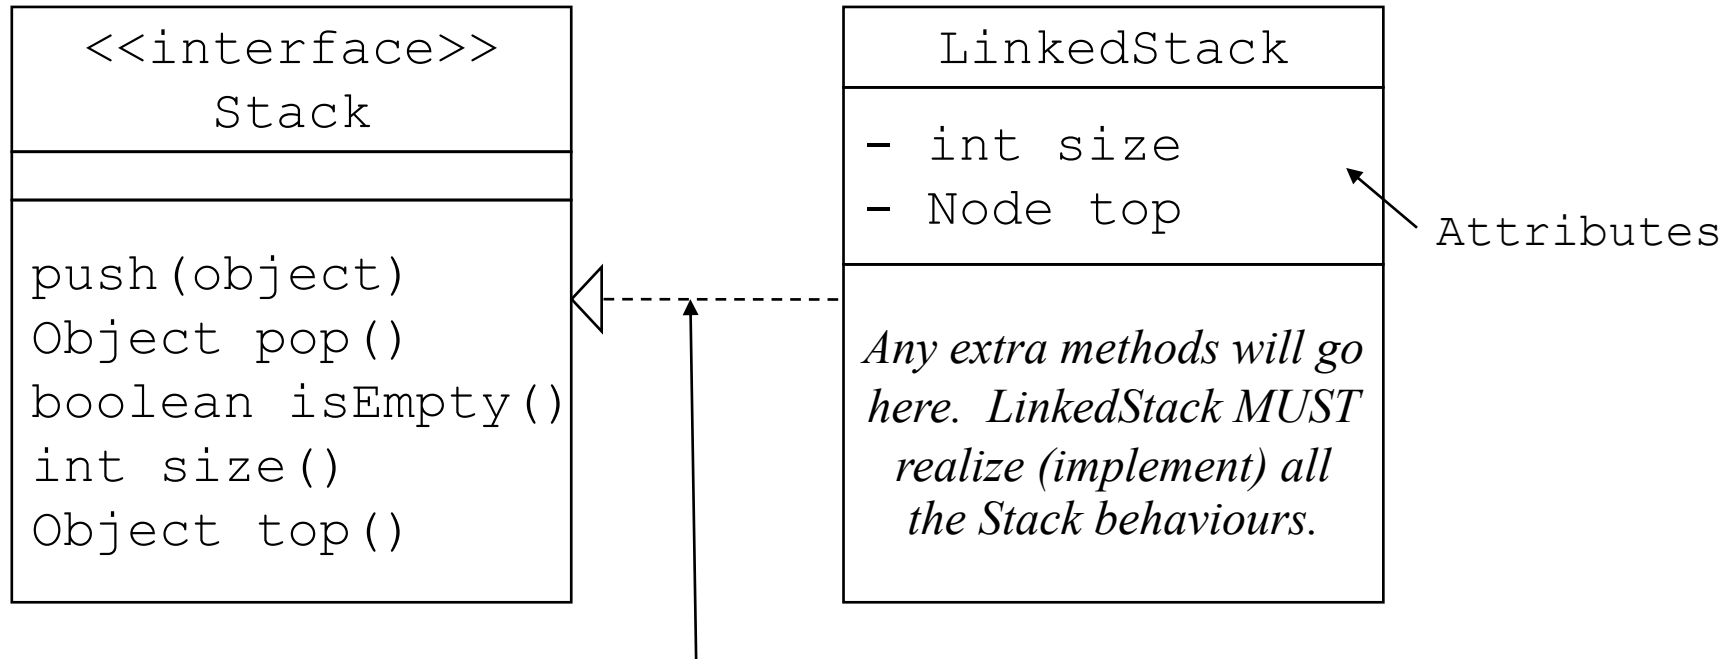 <<interface>>
Stack
push(object)
Object pop()
boolean isEmpty()
int size()
Object top()
LinkedStack
- int size
- Node top
Any extra methods will go
here. LinkedStack MUST
realize (implement) all
the Stack behaviours.
Attributes